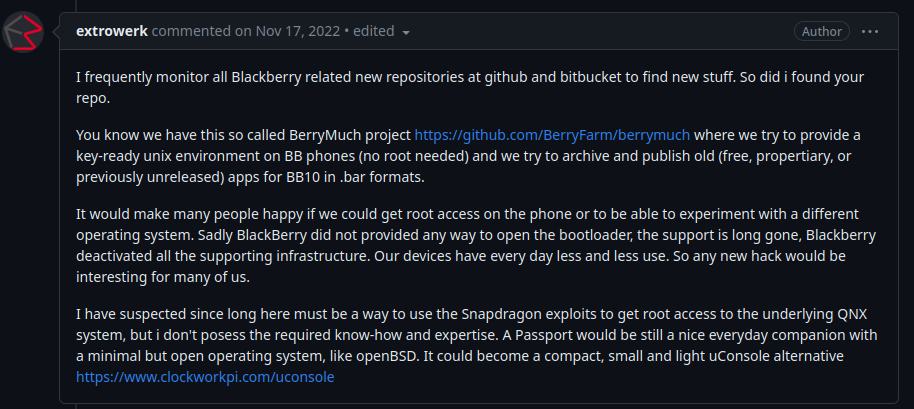 extrowerk commented on Nov 17, 2022 • edited
Author
I frequently monitor all Blackberry related new repositories at github and bitbucket to find new stuff. So did i found your
repo.
You know we have this so called BerryMuch project https://github.com/BerryFarm/berrymuch where we try to provide a
key-ready unix environment on BB phones (no root needed) and we try to archive and publish old (free, propertiary, or
previously unreleased) apps for BB10 in .bar formats.
It would make many people happy if we could get root access on the phone or to be able to experiment with a different
operating system. Sadly BlackBerry did not provided any way to open the bootloader, the support is long gone, Blackberry
deactivated all the supporting infrastructure. Our devices have every day less and less use. So any new hack would be
interesting for many of us.
I have suspected since long here must be a way to use the Snapdragon exploits to get root access to the underlying QNX
system, but i don't posess the required know-how and expertise. A Passport would be still a nice everyday companion with
a minimal but open operating system, like openBSD. It could become a compact, small and light uConsole alternative
https://www.clockworkpi.com/uconsole